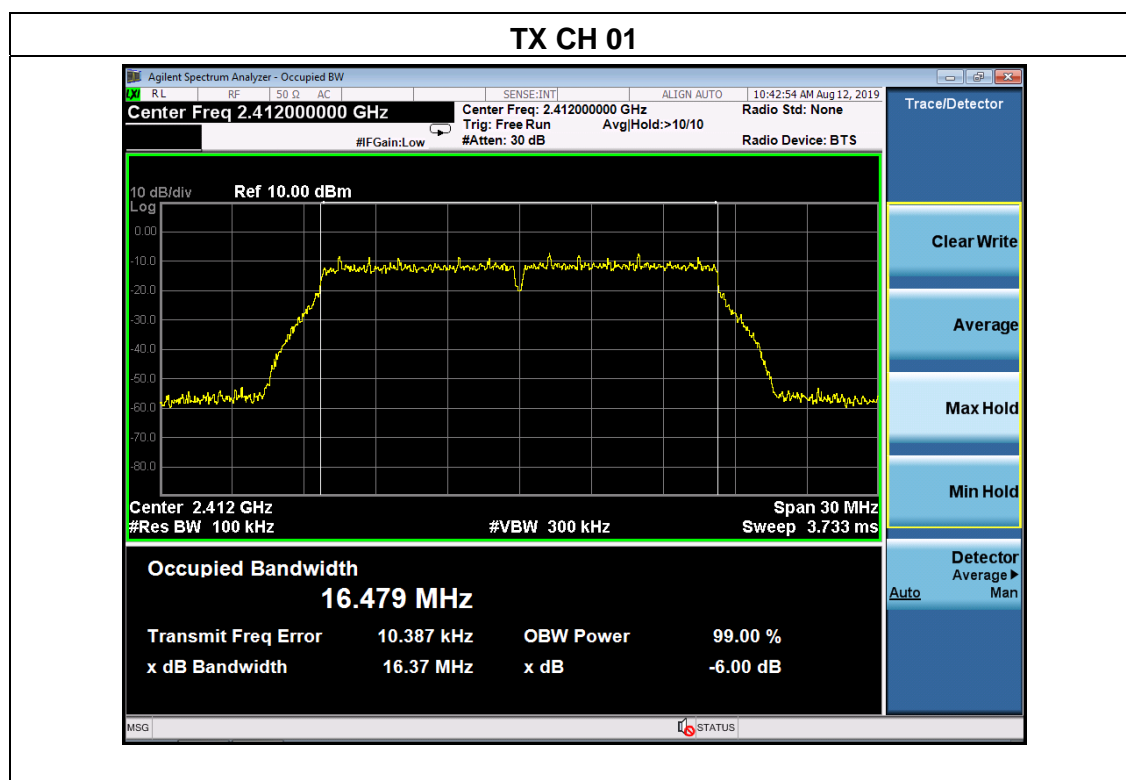 TX CH 01
Agilent Spectrum Analyzer - Occupied BW
LXI RL RF 50 Ω AC SENSE:INT ALIGN AUTO 10:42:54 AM Aug 12, 2019
Center Freq 2.412000000 GHz
Center Freq: 2.412000000 GHz Radio Std: None
Trig: Free Run Avg|Hold:>10/10
#IFGain:Low #Atten: 30 dB Radio Device: BTS
10 dB/div Ref 10.00 dBm
Log
0.00
-10.0
-20.0
-30.0
-40.0
-50.0
-60.0
-70.0
-80.0
Center 2.412 GHz Span 30 MHz
#Res BW 100 kHz #VBW 300 kHz Sweep 3.733 ms
Occupied Bandwidth
16.479 MHz
Transmit Freq Error 10.387 kHz OBW Power 99.00 %
x dB Bandwidth 16.37 MHz x dB -6.00 dB
MSG STATUS
Trace/Detector
Clear Write
Average
Max Hold
Min Hold
Detector
Average
Auto Man